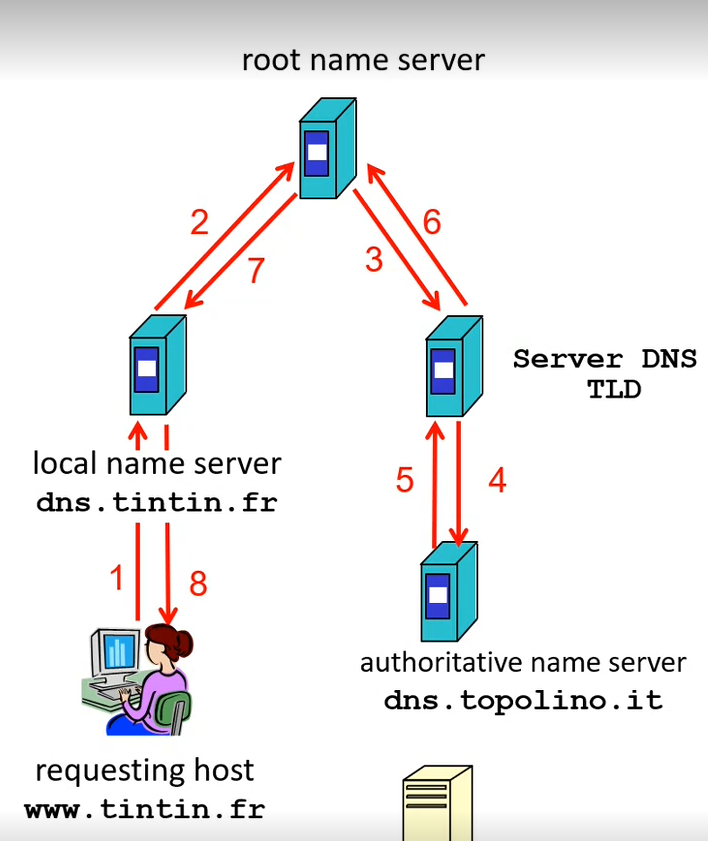 root name server
2
7
3
6
Server DNS
TLD
local name server
dns.tintin.fr
5
4
1
8
authoritative name server
dns.topolino.it
requesting host
www.tintin.fr